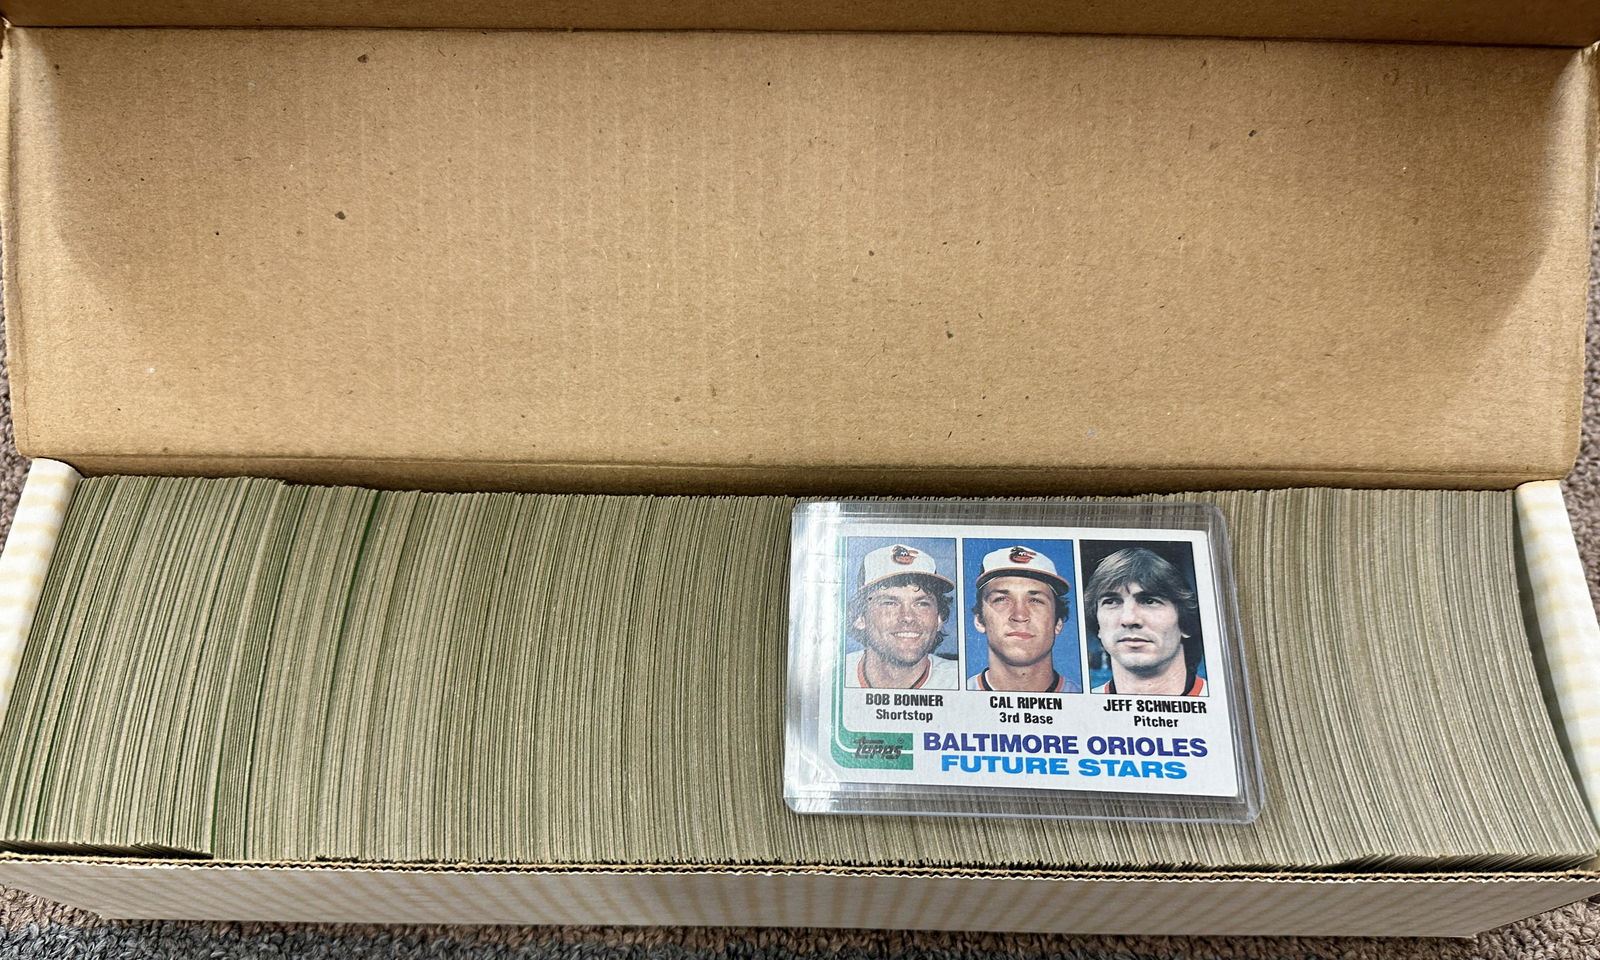 BOB BONNER
Shortstop
CAL RIPKEN
3rd Base
JEFF SCHNEIDER
Pitcher
Topps®
BALTIMORE ORIOLES
FUTURE STARS